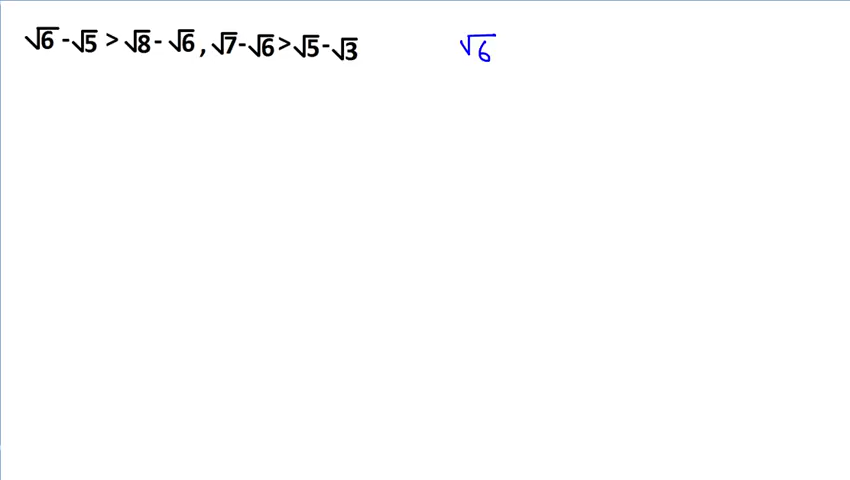 √6 - √5 > √8 - √6 , √7 - √6 > √5 - √3
√6